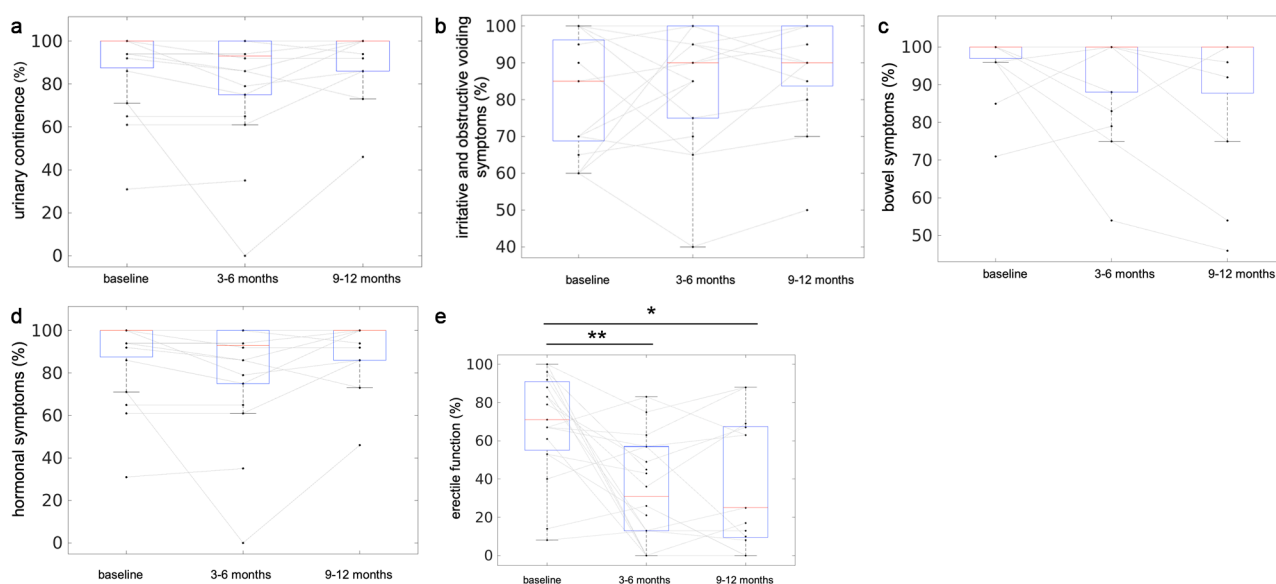 a
urinary continence (%)
100
80
60
40
20
0
baseline 3-6 months 9-12 months
b
irritative and obstructive voiding
symptoms (%)
100
90
80
70
60
50
40
baseline 3-6 months 9-12 months
c
bowel symptoms (%)
100
90
80
70
60
50
baseline 3-6 months 9-12 months
d
hormonal symptoms (%)
100
80
60
40
20
0
baseline 3-6 months 9-12 months
e
*
**
erectile function (%)
100
80
60
40
20
0
baseline 3-6 months 9-12 months